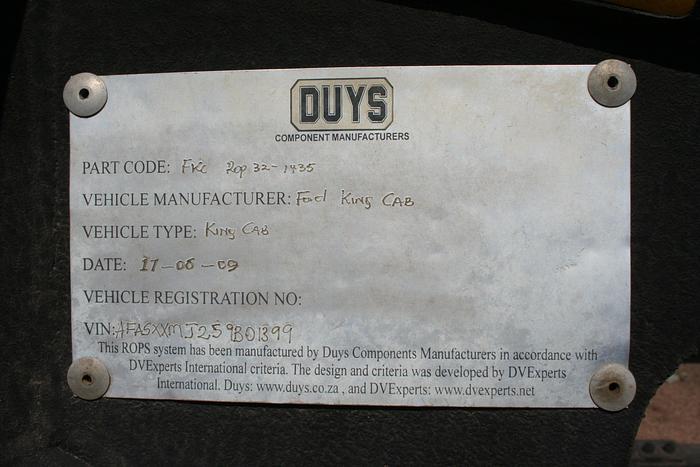 DUYS
COMPONENT MANUFACTURERS
PART CODE: FKC Rop 32-1435
VEHICLE MANUFACTURER: Ford King CAB
VEHICLE TYPE: King CAB
DATE: 17-06-09
VEHICLE REGISTRATION NO:
VIN:
This ROPS system has been manufactured by Duys Components Manufacturers in accordance with
DVExperts International criteria. The design and criteria was developed by DVExperts
International. Duys: www.duys.co.za , and DVExperts: www.dvexperts.net